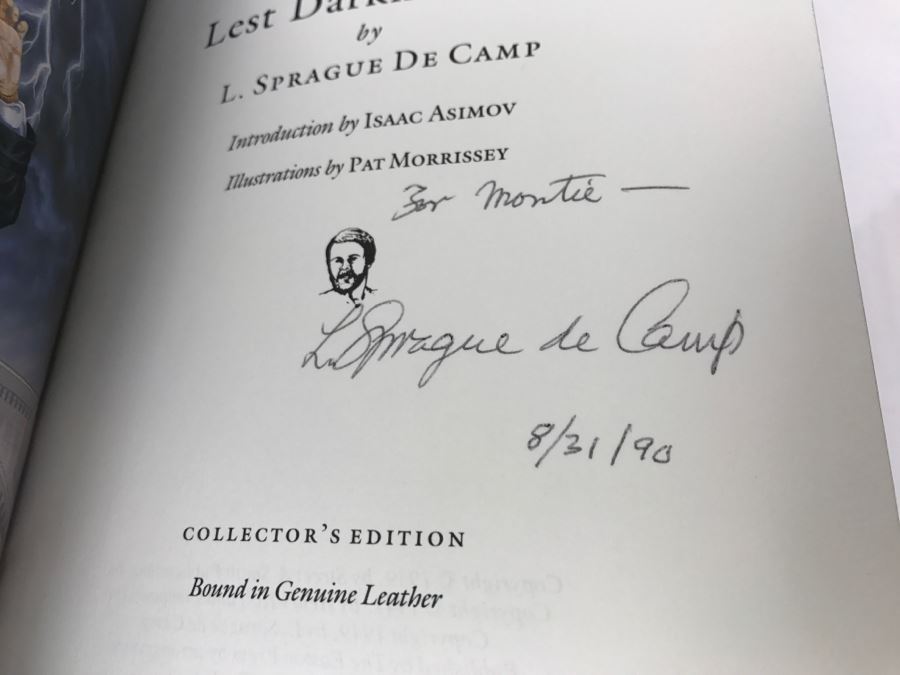 Lest
by
L. SPRAGUE DE CAMP
Introduction by ISAAC ASIMOV
Illustrations by PAT MORRISSEY
For Montie —
L. Sprague de Camp
8/31/90
COLLECTOR'S EDITION
Bound in Genuine Leather